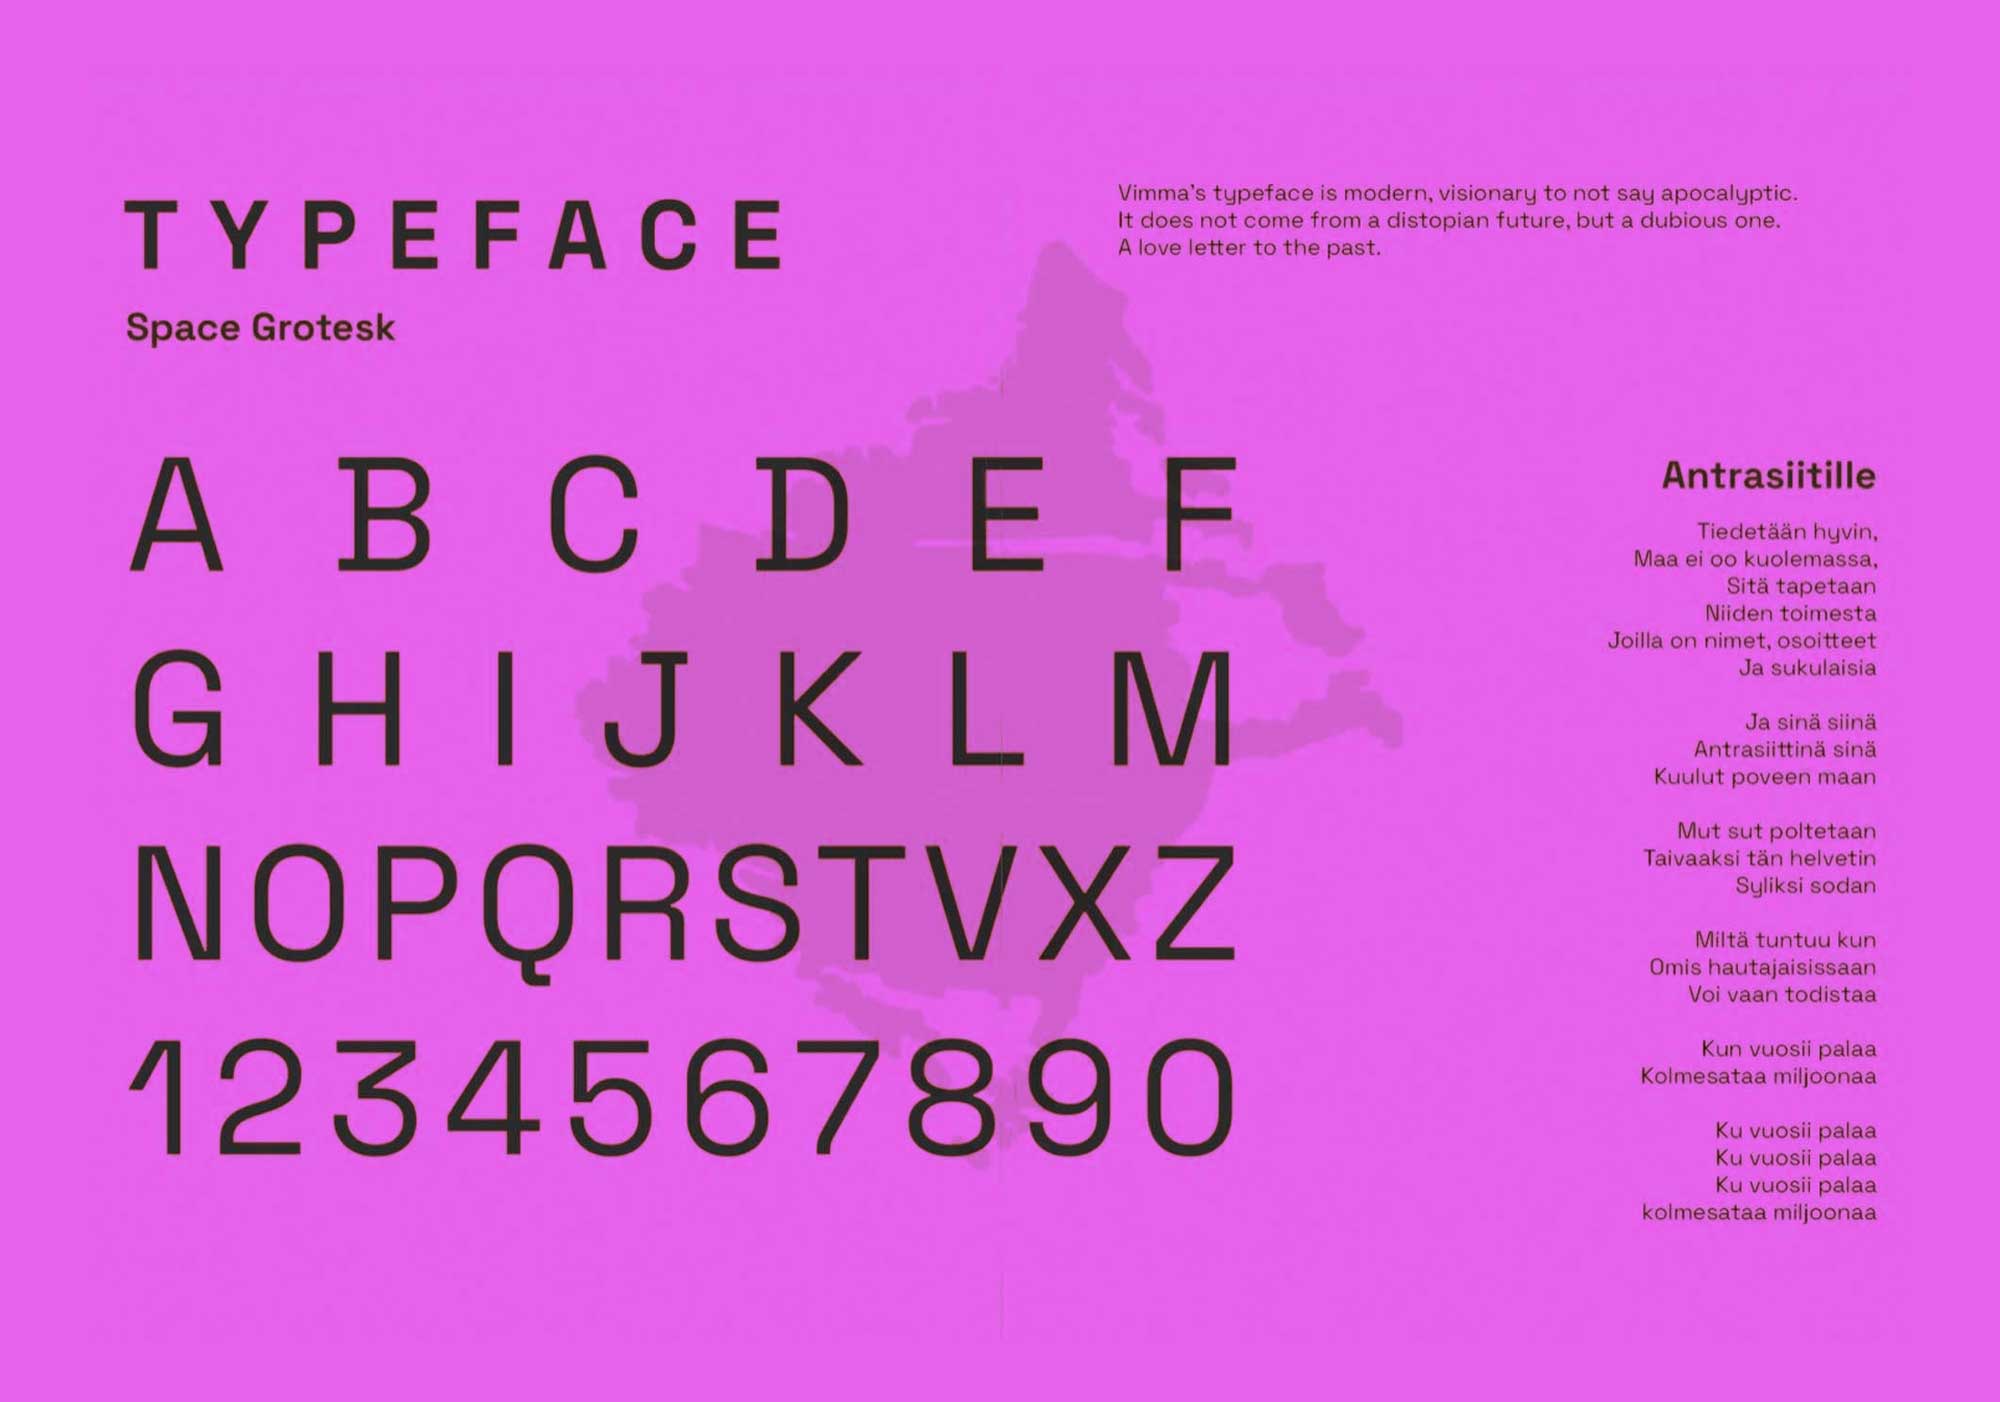 TYPEFACE
Space Grotesk
Vimma's typeface is modern, visionary to not say apocalyptic.
It does not come from a distopian future, but a dubious one.
A love letter to the past.
A B C D E F
G H I J K L M
NOPQRSTVXZ
1234567890
Antrasiitille
Tiedetään hyvin,
Maa ei oo kuolemassa,
Sitä tapetaan
Niiden toimesta
Joilla on nimet, osoitteet
Ja sukulaisia
Ja sinä siinä
Antrasiittinä sinä
Kuulut poveen maan
Mut sut poltetaan
Taivaaksi tän helvetin
Syliksi sodan
Miltä tuntuu kun
Omis hautajaisissaan
Voi vaan todistaa
Kun vuosii palaa
Kolmesataa miljoonaa
Ku vuosii palaa
Ku vuosii palaa
Ku vuosii palaa
kolmesataa miljoonaa